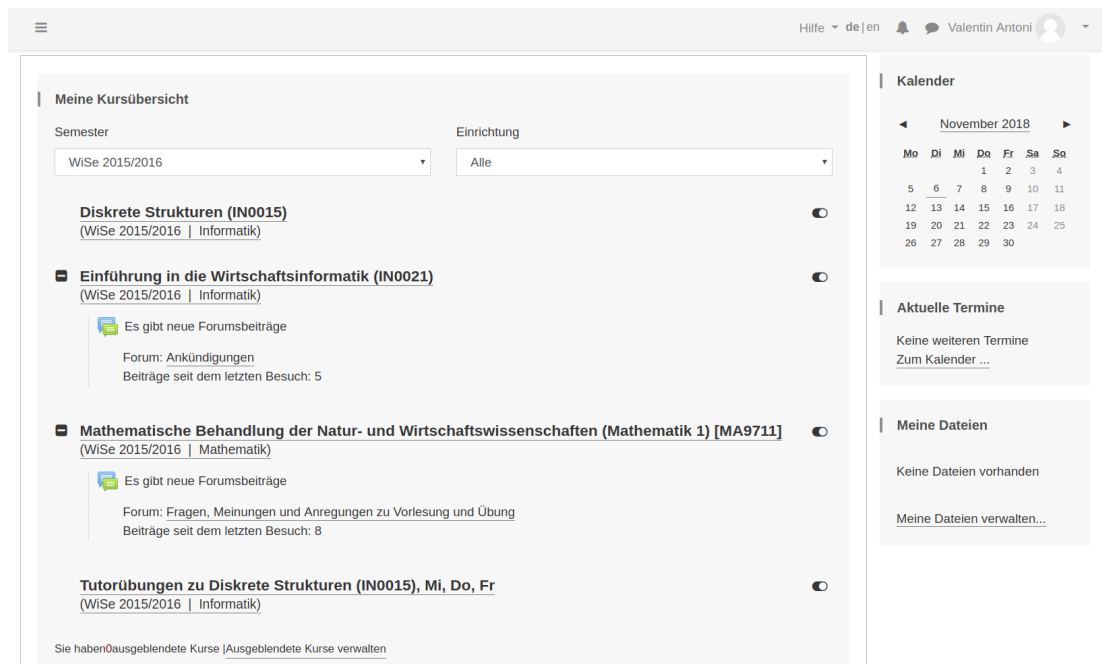 Hilfe de|en Valentin Antoni
Meine Kursübersicht
Semester Einrichtung
WiSe 2015/2016 Alle
Diskrete Strukturen (IN0015)
(WiSe 2015/2016 | Informatik)
Einführung in die Wirtschaftsinformatik (IN0021)
(WiSe 2015/2016 | Informatik)
Es gibt neue Forumsbeiträge
Forum: Ankündigungen
Beiträge seit dem letzten Besuch: 5
Mathematische Behandlung der Natur- und Wirtschaftswissenschaften (Mathematik 1) [MA9711]
(WiSe 2015/2016 | Mathematik)
Es gibt neue Forumsbeiträge
Forum: Fragen, Meinungen und Anregungen zu Vorlesung und Übung
Beiträge seit dem letzten Besuch: 8
Tutorübungen zu Diskrete Strukturen (IN0015), Mi, Do, Fr
(WiSe 2015/2016 | Informatik)
Sie haben0ausgeblendete Kurse |Ausgeblendete Kurse verwalten
Kalender
◄ November 2018 ►
Mo Di Mi Do Fr Sa So
1 2 3 4
5 6 7 8 9 10 11
12 13 14 15 16 17 18
19 20 21 22 23 24 25
26 27 28 29 30
Aktuelle Termine
Keine weiteren Termine
Zum Kalender ...
Meine Dateien
Keine Dateien vorhanden
Meine Dateien verwalten...